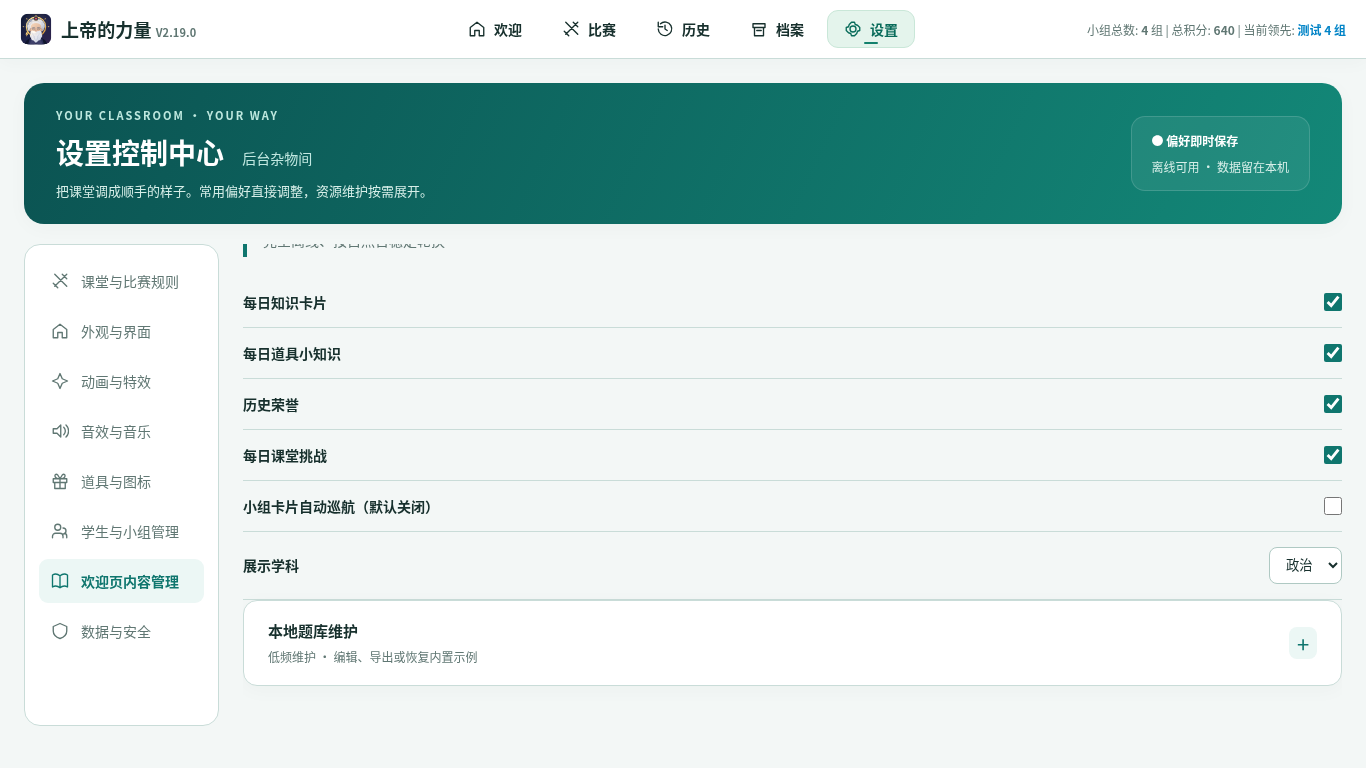 上帝的力量 V2.19.0
欢迎
比赛
历史
档案
设置
小组总数: 4 组 | 总积分: 640 | 当前领先: 测试 4 组
YOUR CLASSROOM · YOUR WAY
设置控制中心 后台杂物间
把课堂调成顺手的样子。常用偏好直接调整，资源维护按需展开。
偏好即时保存
离线可用 · 数据留在本机
课堂与比赛规则
外观与界面
动画与特效
音效与音乐
道具与图标
学生与小组管理
欢迎页内容管理
数据与安全
每日知识卡片
每日道具小知识
历史荣誉
每日课堂挑战
小组卡片自动巡航（默认关闭）
展示学科
政治
本地题库维护
低频维护 · 编辑、导出或恢复内置示例